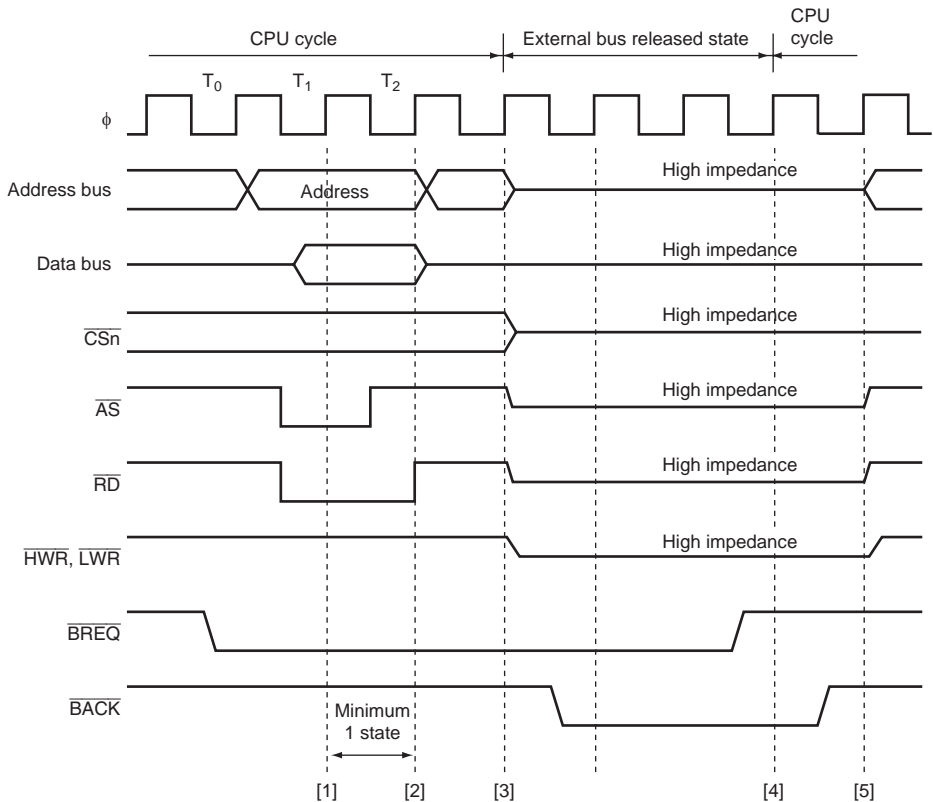 CPU cycle
External bus released state
CPU
cycle
T0
T1
T2
ϕ
Address bus
Address
High impedance
Data bus
High impedance
CSn
High impedance
AS
High impedance
RD
High impedance
HWR, LWR
High impedance
BREQ
BACK
Minimum
1 state
[1]
[2]
[3]
[4]
[5]